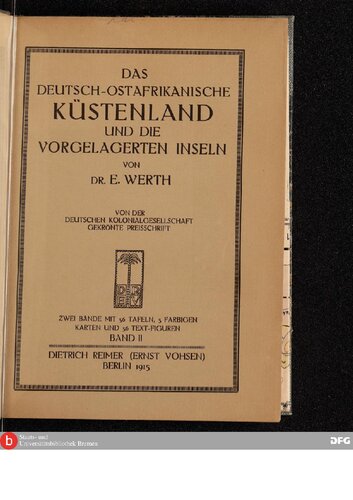 DAS
DEUTSCH-OSTAFRIKANISCHE
KÜSTENLAND
UND DIE
VORGELAGERTEN INSELN
VON
DR. E. WERTH
VON DER
DEUTSCHEN KOLONIALGESELLSCHAFT
GEKRÖNTE PREISSCHRIFT
ZWEI BÄNDE MIT 56 TAFELN, 3 FARBIGEN
KARTEN UND 56 TEXT-FIGUREN
BAND II
DIETRICH REIMER (ERNST VOHSEN)
BERLIN 1915
Staats- und
Universitätsbibliothek Bremen
DFG